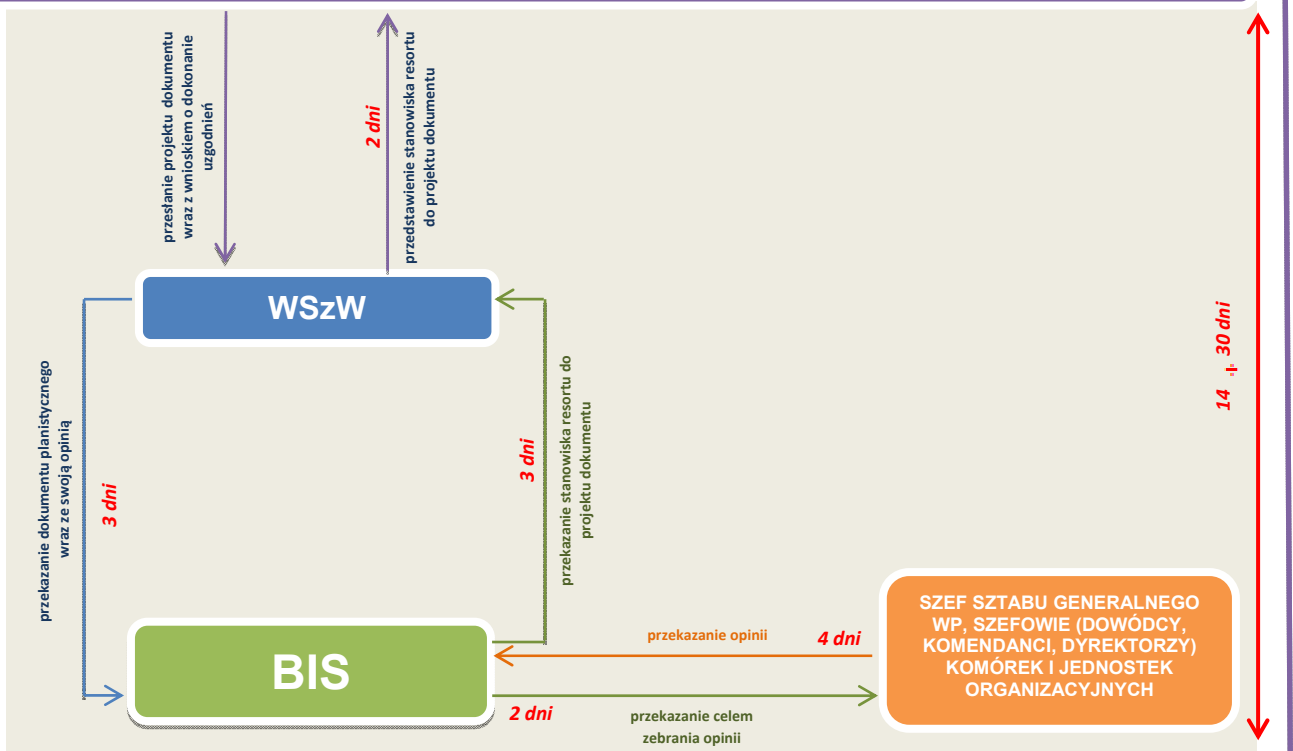 przesłanie projektu dokumentu
wraz z wnioskiem o dokonanie
uzgodnień
2 dni
przedstawienie stanowiska resortu
do projektu dokumentu
WSzW
przekazanie dokumentu planistycznego
wraz ze swoją opinią
3 dni
3 dni
przekazanie stanowiska resortu do
projektu dokumentu
14 ÷ 30 dni
BIS
przekazanie opinii
4 dni
2 dni
przekazanie celem
zebrania opinii
SZEF SZTABU GENERALNEGO
WP, SZEFOWIE (DOWÓDCY,
KOMENDANCI, DYREKTORZY)
KOMÓREK I JEDNOSTEK
ORGANIZACYJNYCH